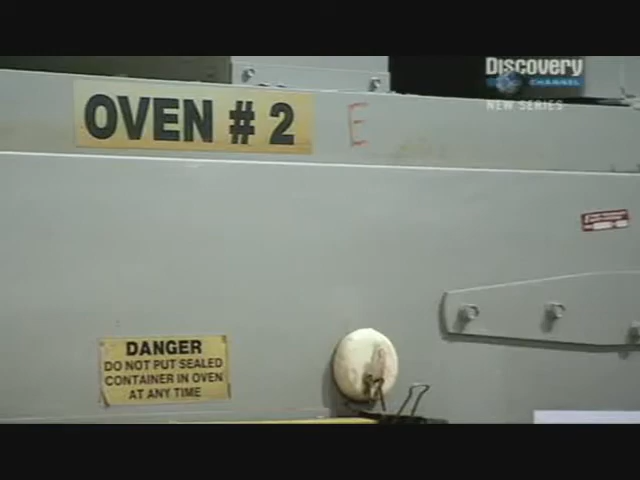 Discovery
CHANNEL
NEW SERIES
OVEN # 2
E
DANGER
DO NOT PUT SEALED
CONTAINER IN OVEN
AT ANY TIME